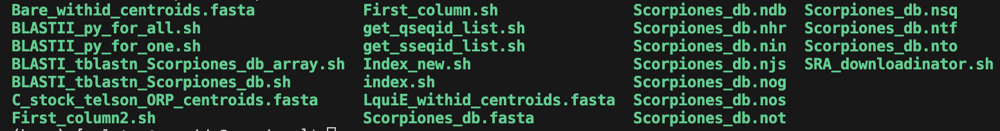 Bare_withid_centroids.fasta First_column.sh Scorpiones_db.ndb Scorpiones_db.nsq
BLASTII_py_for_all.sh get_qseqid_list.sh Scorpiones_db.nhr Scorpiones_db.ntf
BLASTII_py_for_one.sh get_sseqid_list.sh Scorpiones_db.nin Scorpiones_db.nto
BLASTI_tblastn_Scorpiones_db_array.sh Index_new.sh Scorpiones_db.njs SRA_downloadinator.sh
BLASTI_tblastn_Scorpiones_db.sh index.sh Scorpiones_db.nog
C_stock_telson_ORP_centroids.fasta LquiE_withid_centroids.fasta Scorpiones_db.nos
First_column2.sh Scorpiones_db.fasta Scorpiones_db.not